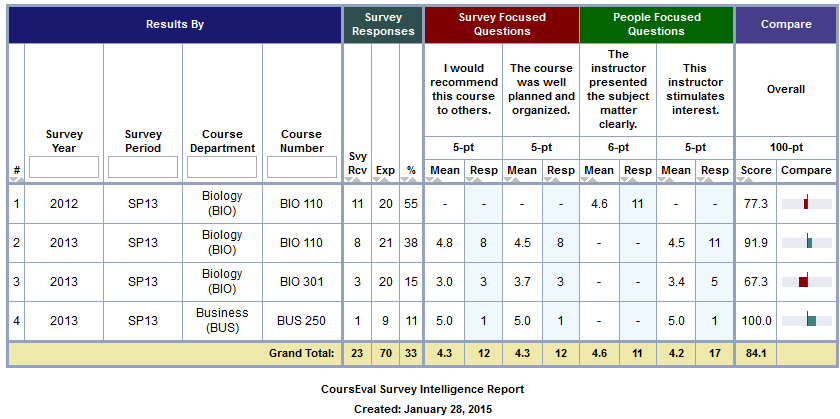 Results By
Survey Responses
Survey Focused Questions
People Focused Questions
Compare
I would recommend this course to others.
The course was well planned and organized.
The instructor presented the subject matter clearly.
This instructor stimulates interest.
Overall
5-pt 5-pt 6-pt 5-pt 100-pt
# Survey Year Survey Period Course Department Course Number Svy Rcv Exp % Mean Resp Mean Resp Mean Resp Mean Resp Score Compare
1 2012 SP13 Biology (BIO) BIO 110 11 20 55 - - - - 4.6 11 - - 77.3
2 2013 SP13 Biology (BIO) BIO 110 8 21 38 4.8 8 4.5 8 - - 4.5 11 91.9
3 2013 SP13 Biology (BIO) BIO 301 3 20 15 3.0 3 3.7 3 - - 3.4 5 67.3
4 2013 SP13 Business (BUS) BUS 250 1 9 11 5.0 1 5.0 1 - - 5.0 1 100.0
Grand Total: 23 70 33 4.3 12 4.3 12 4.6 11 4.2 17 84.1
CoursEval Survey Intelligence Report
Created: January 28, 2015